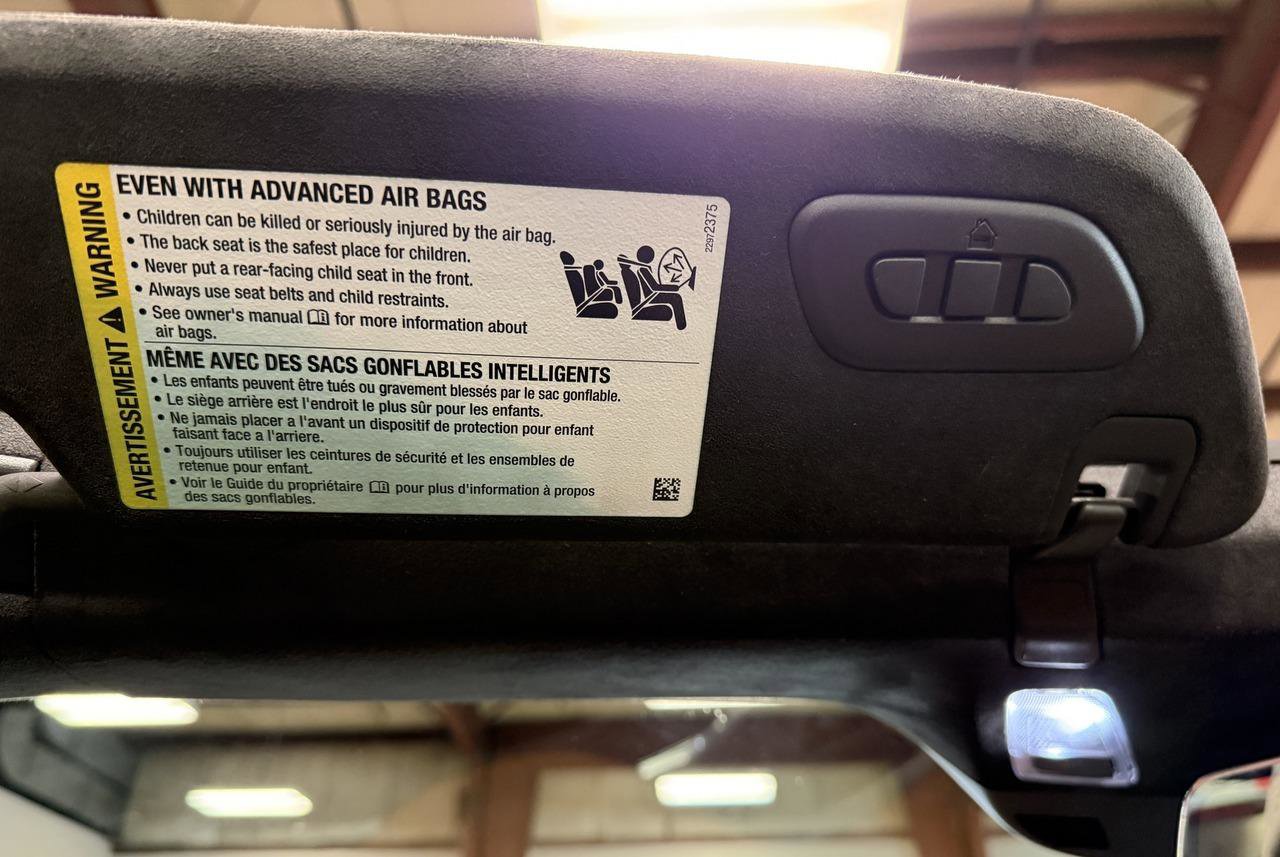 EVEN WITH ADVANCED AIR BAGS
• Children can be killed or seriously injured by the air bag.
• The back seat is the safest place for children.
• Never put a rear-facing child seat in the front.
• Always use seat belts and child restraints.
• See owner's manual for more information about
air bags.
MÊME AVEC DES SACS GONFLABLES INTELLIGENTS
• Les enfants peuvent être tués ou gravement blessés par le sac gonflable.
• Le siège arrière est l'endroit le plus sûr pour les enfants.
• Ne jamais placer a l'avant un dispositif de protection pour enfant
faisant face a l'arriere.
• Toujours utiliser les ceintures de sécurité et les ensembles de
retenue pour enfant.
• Voir le Guide du propriétaire pour plus d'information à propos
des sacs gonflables.
AVERTISSEMENT WARNING
22972375